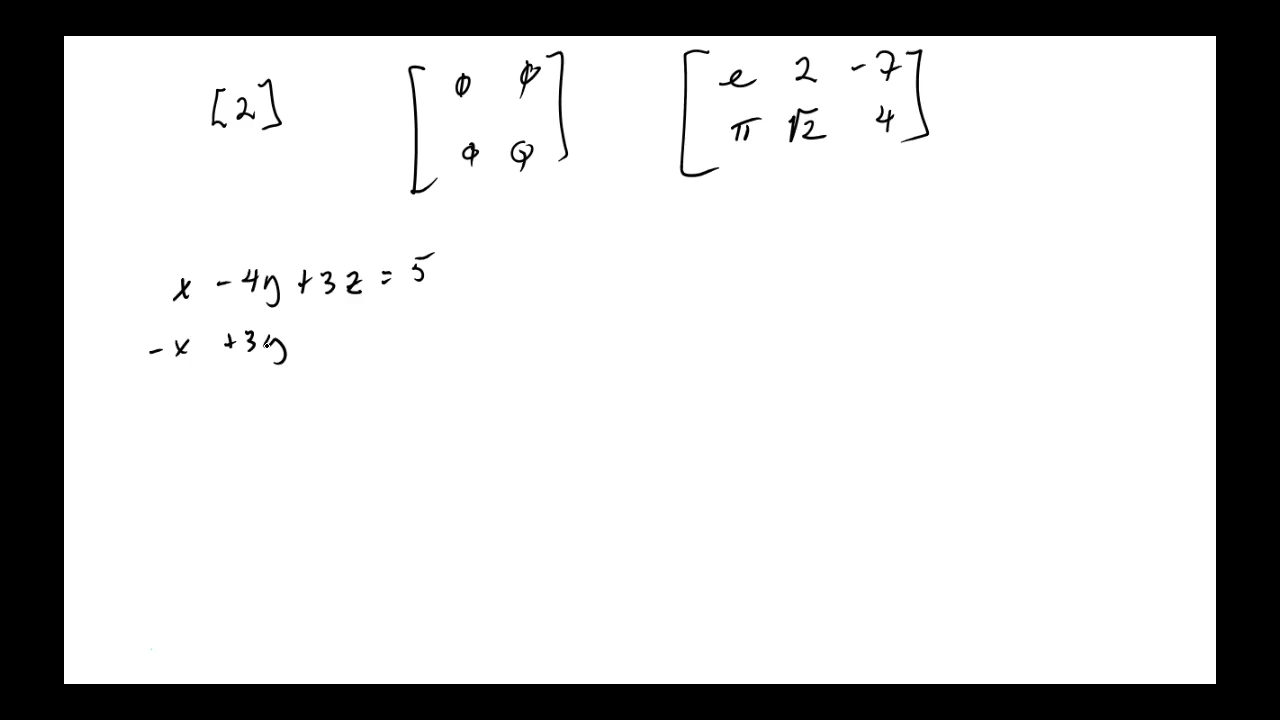 [2] [ϕ ϕ [e 2 -7
ϕ ϕ] π √2 4]
x - 4y + 3z = 5
- x + 3y